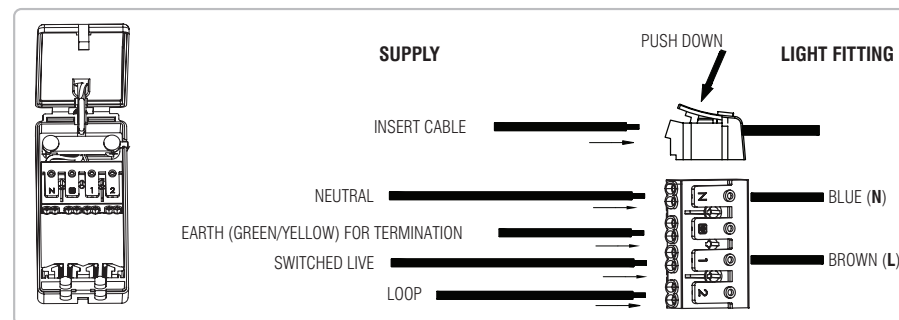 PUSH DOWN
SUPPLY
LIGHT FITTING
INSERT CABLE
NEUTRAL
BLUE (N)
EARTH (GREEN/YELLOW) FOR TERMINATION
SWITCHED LIVE
BROWN (L)
LOOP
N
1
2
N
1
2